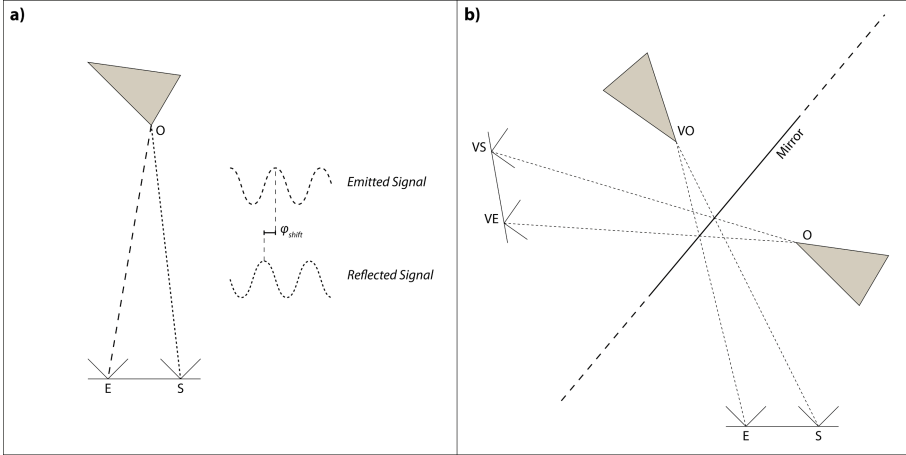 a)
O
Emitted Signal
φshift
Reflected Signal
E S
b)
VO
Mirror
VS
VE
O
E S